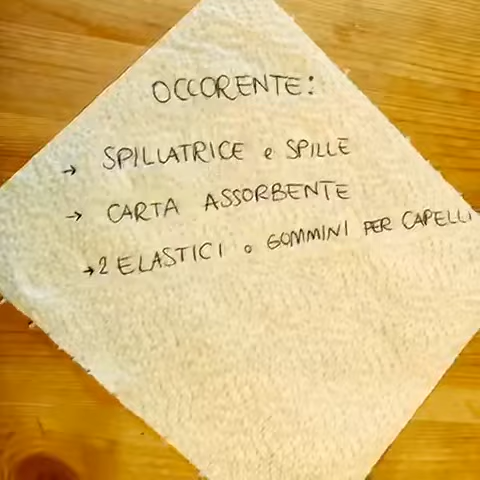 OCCORENTE:
→ SPILLATRICE e SPILLE
→ CARTA ASSORBENTE
→ 2 ELASTICI o GOMMINI PER CAPELLI